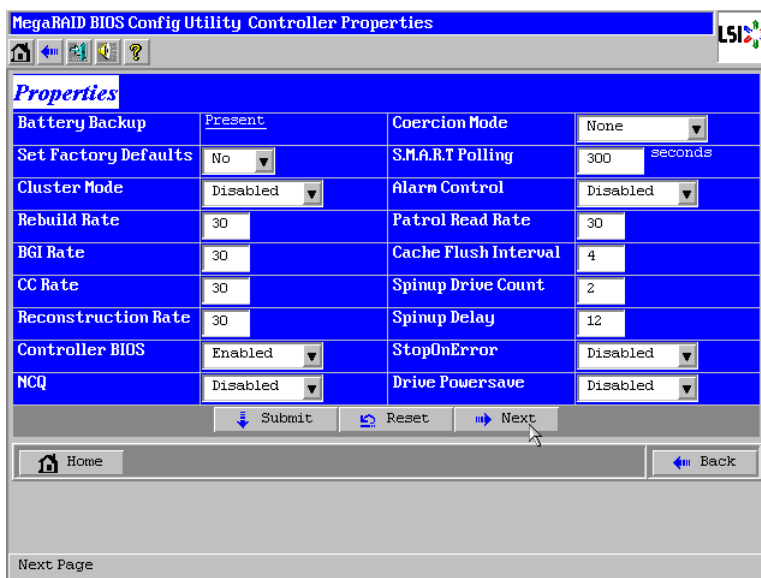 MegaRAID BIOS Config Utility Controller Properties
LSI
?
Properties
Battery Backup Present Coercion Mode None
Set Factory Defaults No S.M.A.R.T Polling 300 seconds
Cluster Mode Disabled Alarm Control Disabled
Rebuild Rate 30 Patrol Read Rate 30
BGI Rate 30 Cache Flush Interval 4
CC Rate 30 Spinup Drive Count 2
Reconstruction Rate 30 Spinup Delay 12
Controller BIOS Enabled StopOnError Disabled
NCQ Disabled Drive Powersave Disabled
Submit Reset Next
Home Back
Next Page